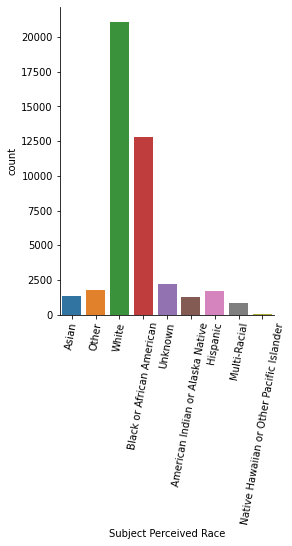 20000
17500
15000
12500
10000
7500
5000
2500
0
count
Asian
Other
White
Black or African American
Unknown
American Indian or Alaska Native
Hispanic
Multi-Racial
Native Hawaiian or Other Pacific Islander
Subject Perceived Race